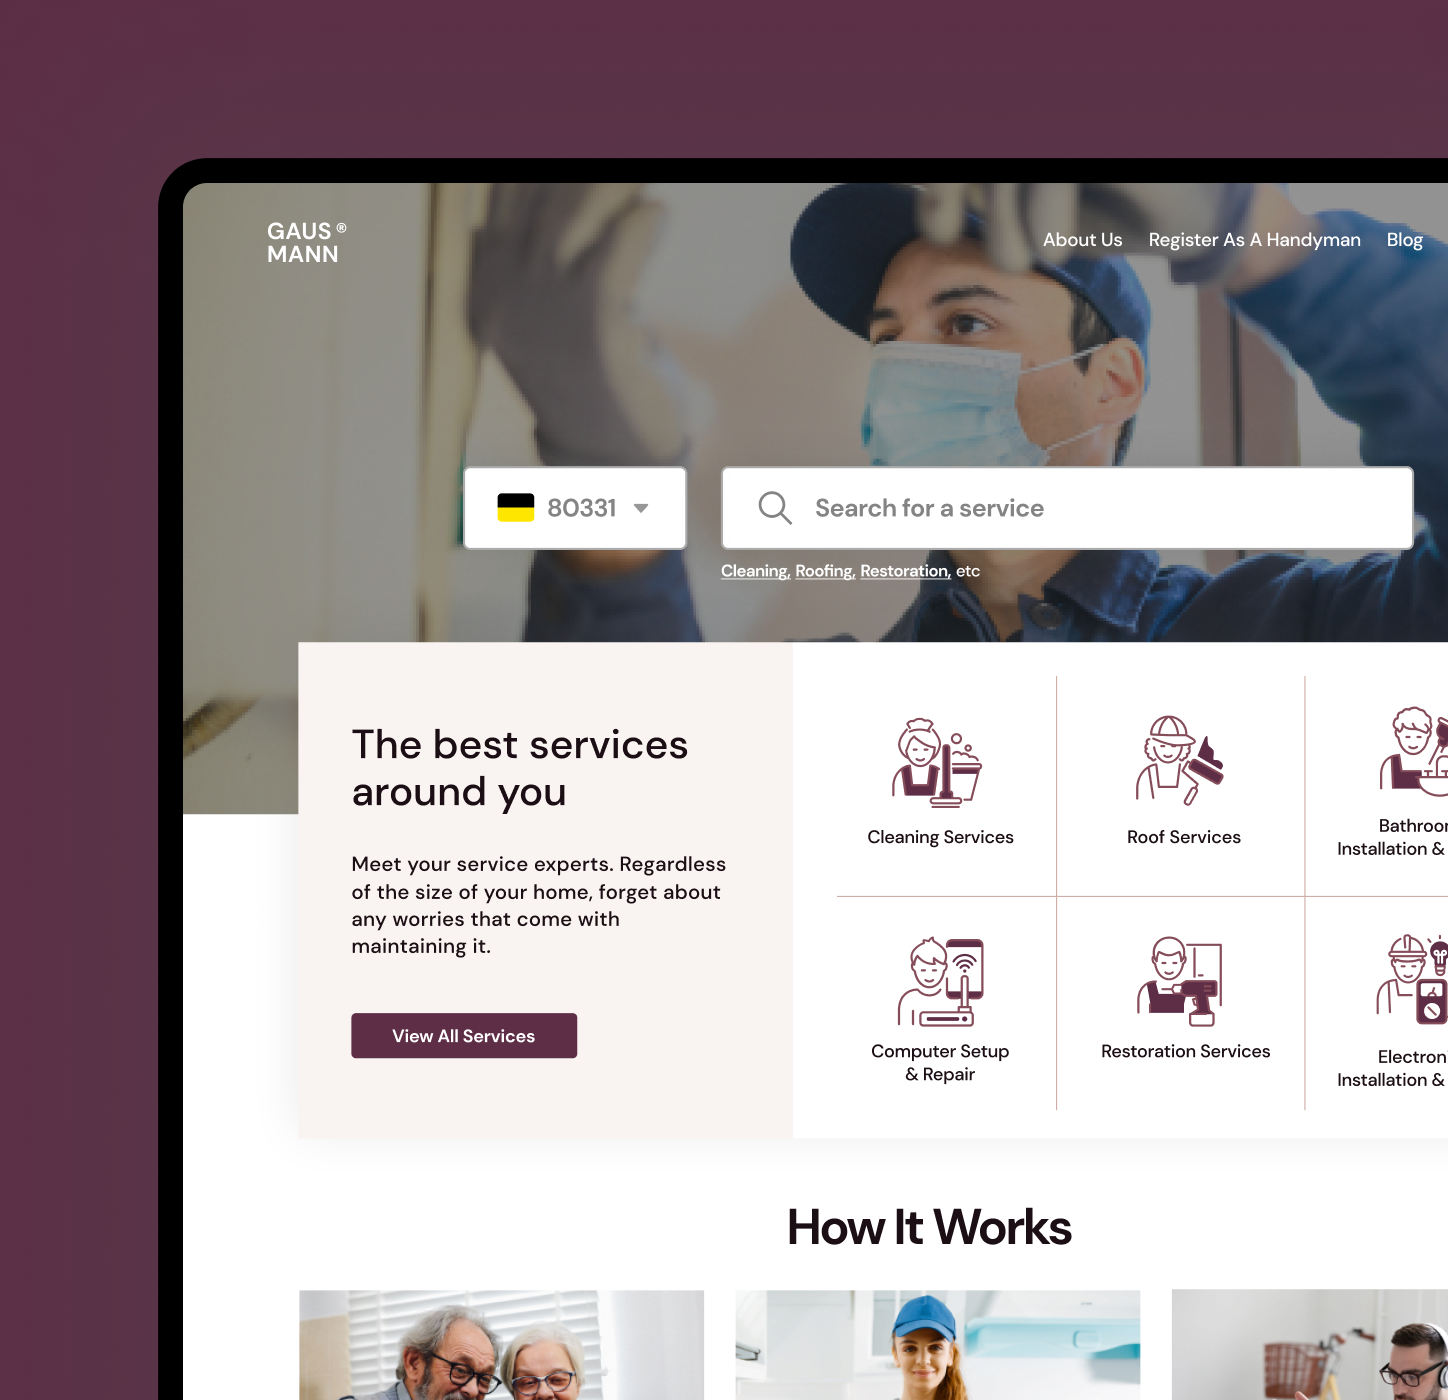 GAUS ®
MANN
About Us
Register As A Handyman
Blog
80331
Search for a service
Cleaning, Roofing, Restoration, etc
The best services
around you
Meet your service experts. Regardless
of the size of your home, forget about
any worries that come with
maintaining it.
View All Services
Cleaning Services
Roof Services
Installation &
Computer Setup
& Repair
Restoration Services
Installation &
How It Works